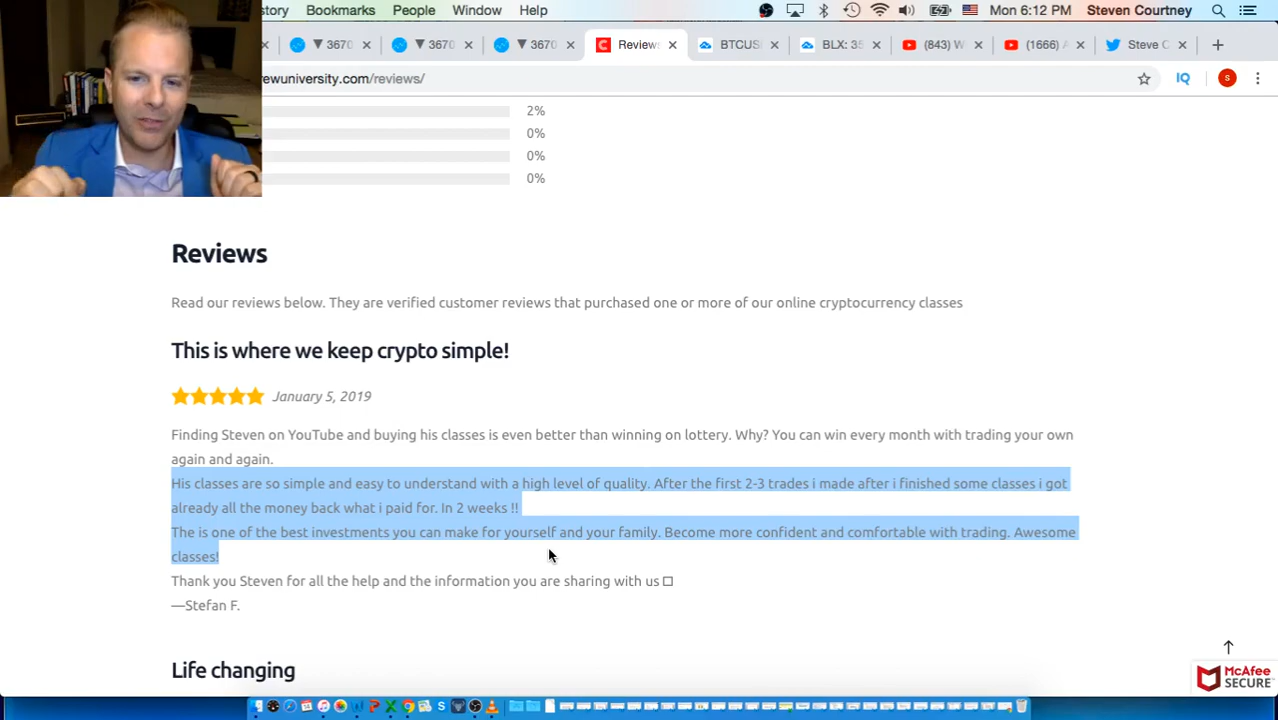 story Bookmarks People Window Help Mon 6:12 PM Steven Courtney
▼ 3670 ▼ 3670 ▼ 3670 Reviews BTCUS BLX: 35 (843) W (1666) A Steve C
rewuniversity.com/reviews/ IQ S
2%
0%
0%
0%
Reviews
Read our reviews below. They are verified customer reviews that purchased one or more of our online cryptocurrency classes
This is where we keep crypto simple!
January 5, 2019
Finding Steven on YouTube and buying his classes is even better than winning on lottery. Why? You can win every month with trading your own
again and again.
His classes are so simple and easy to understand with a high level of quality. After the first 2-3 trades i made after i finished some classes i got
already all the money back what i paid for. In 2 weeks !!
The is one of the best investments you can make for yourself and your family. Become more confident and comfortable with trading. Awesome
classes!
Thank you Steven for all the help and the information you are sharing with us □
—Stefan F.
Life changing
McAfee
SECURE